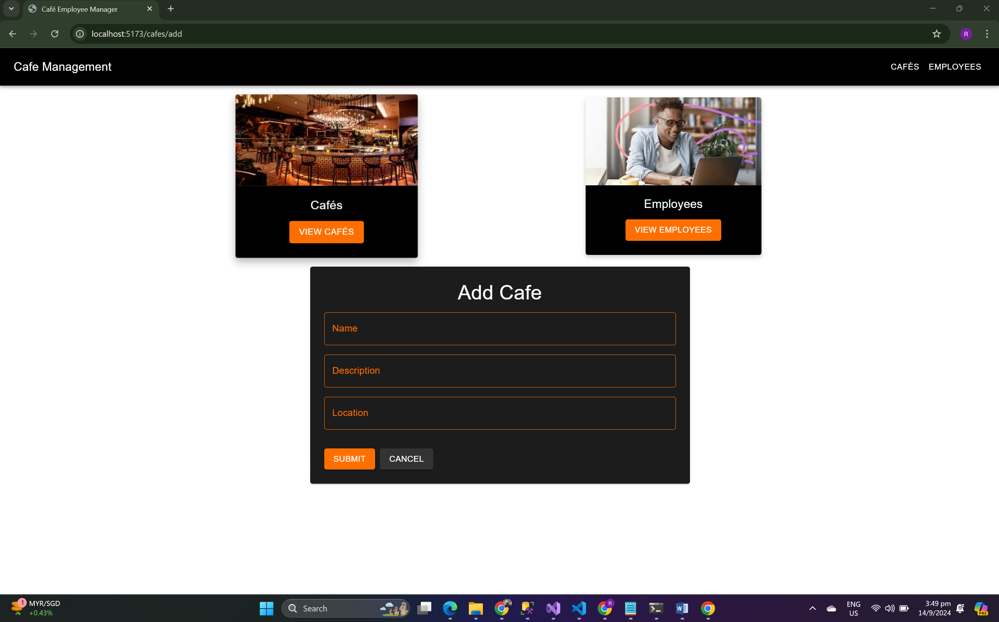 Café Employee Manager
localhost:5173/cafes/add
R
Cafe Management
CAFÉS EMPLOYEES
Cafés
VIEW CAFÉS
Employees
VIEW EMPLOYEES
Add Cafe
Name
Description
Location
SUBMIT CANCEL
1
MYR/SGD
+0.43%
Search
R
W
ENG
US
3:49 pm
14/9/2024
PRE